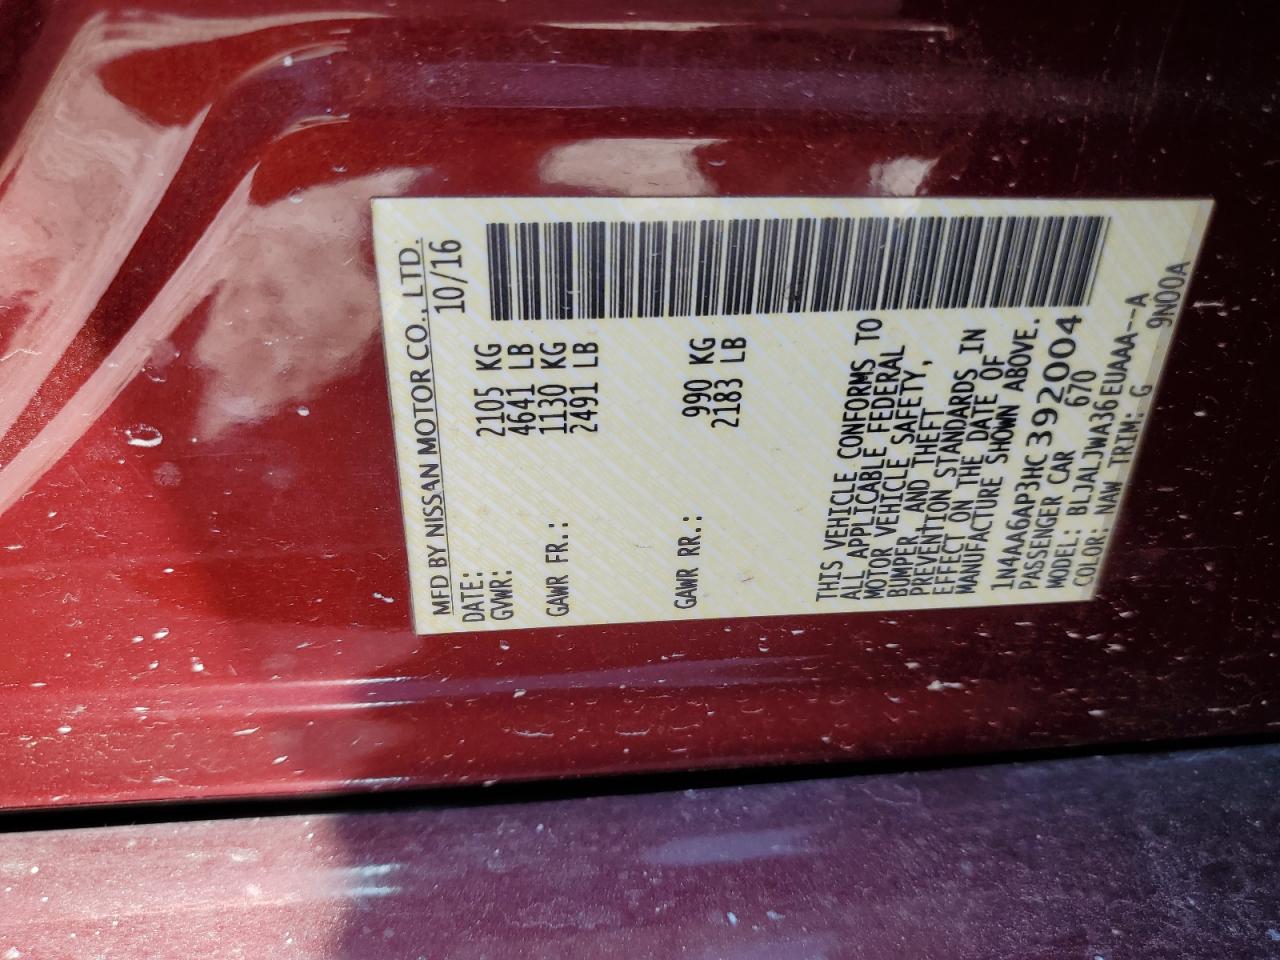 MFD BY NISSAN MOTOR CO., LTD.
DATE: 10/16
GVWR: 2105 KG
4641 LB
GAWR FR.: 1130 KG
2491 LB
GAWR RR.: 990 KG
2183 LB
THIS VEHICLE CONFORMS TO
ALL APPLICABLE FEDERAL
MOTOR VEHICLE SAFETY,
BUMPER, AND THEFT
PREVENTION STANDARDS IN
EFFECT ON THE DATE OF
MANUFACTURE SHOWN ABOVE.
1N4AA6AP3HC392004
PASSENGER CAR 670
MODEL: BLJALJWA36EUAAA--A
COLOR: NAW TRIM: G 9N00A